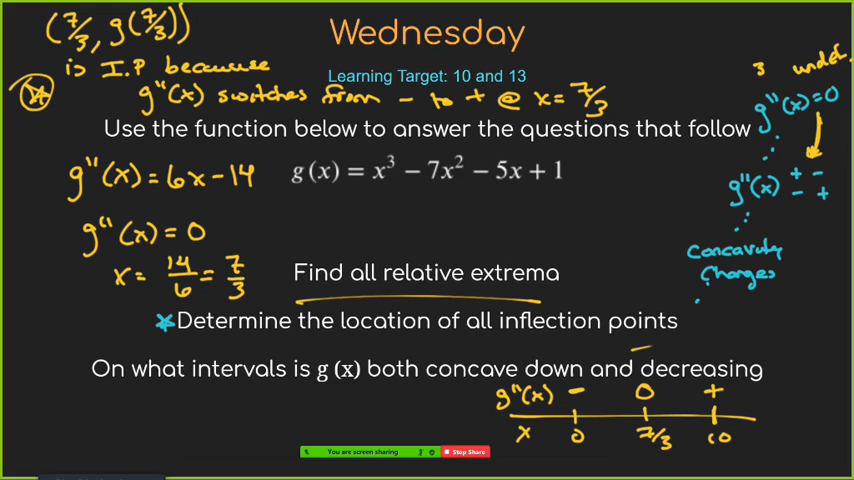 (7/3, g(7/3))
Wednesday
is I.P because
Learning Target: 10 and 13
g''(x) switches from - to + @ x = 7/3
3 under
g''(x)=0
Use the function below to answer the questions that follow
g''(x) = 6x - 14
g(x) = x³ − 7x² − 5x + 1
g''(x) + - - +
g''(x) = 0
x = 14/6 = 7/3
Concavity
Changes
Find all relative extrema
Determine the location of all inflection points
On what intervals is g (x) both concave down and decreasing
g''(x) - 0 +
x 0 7/3 10
You are screen sharing
Stop Share